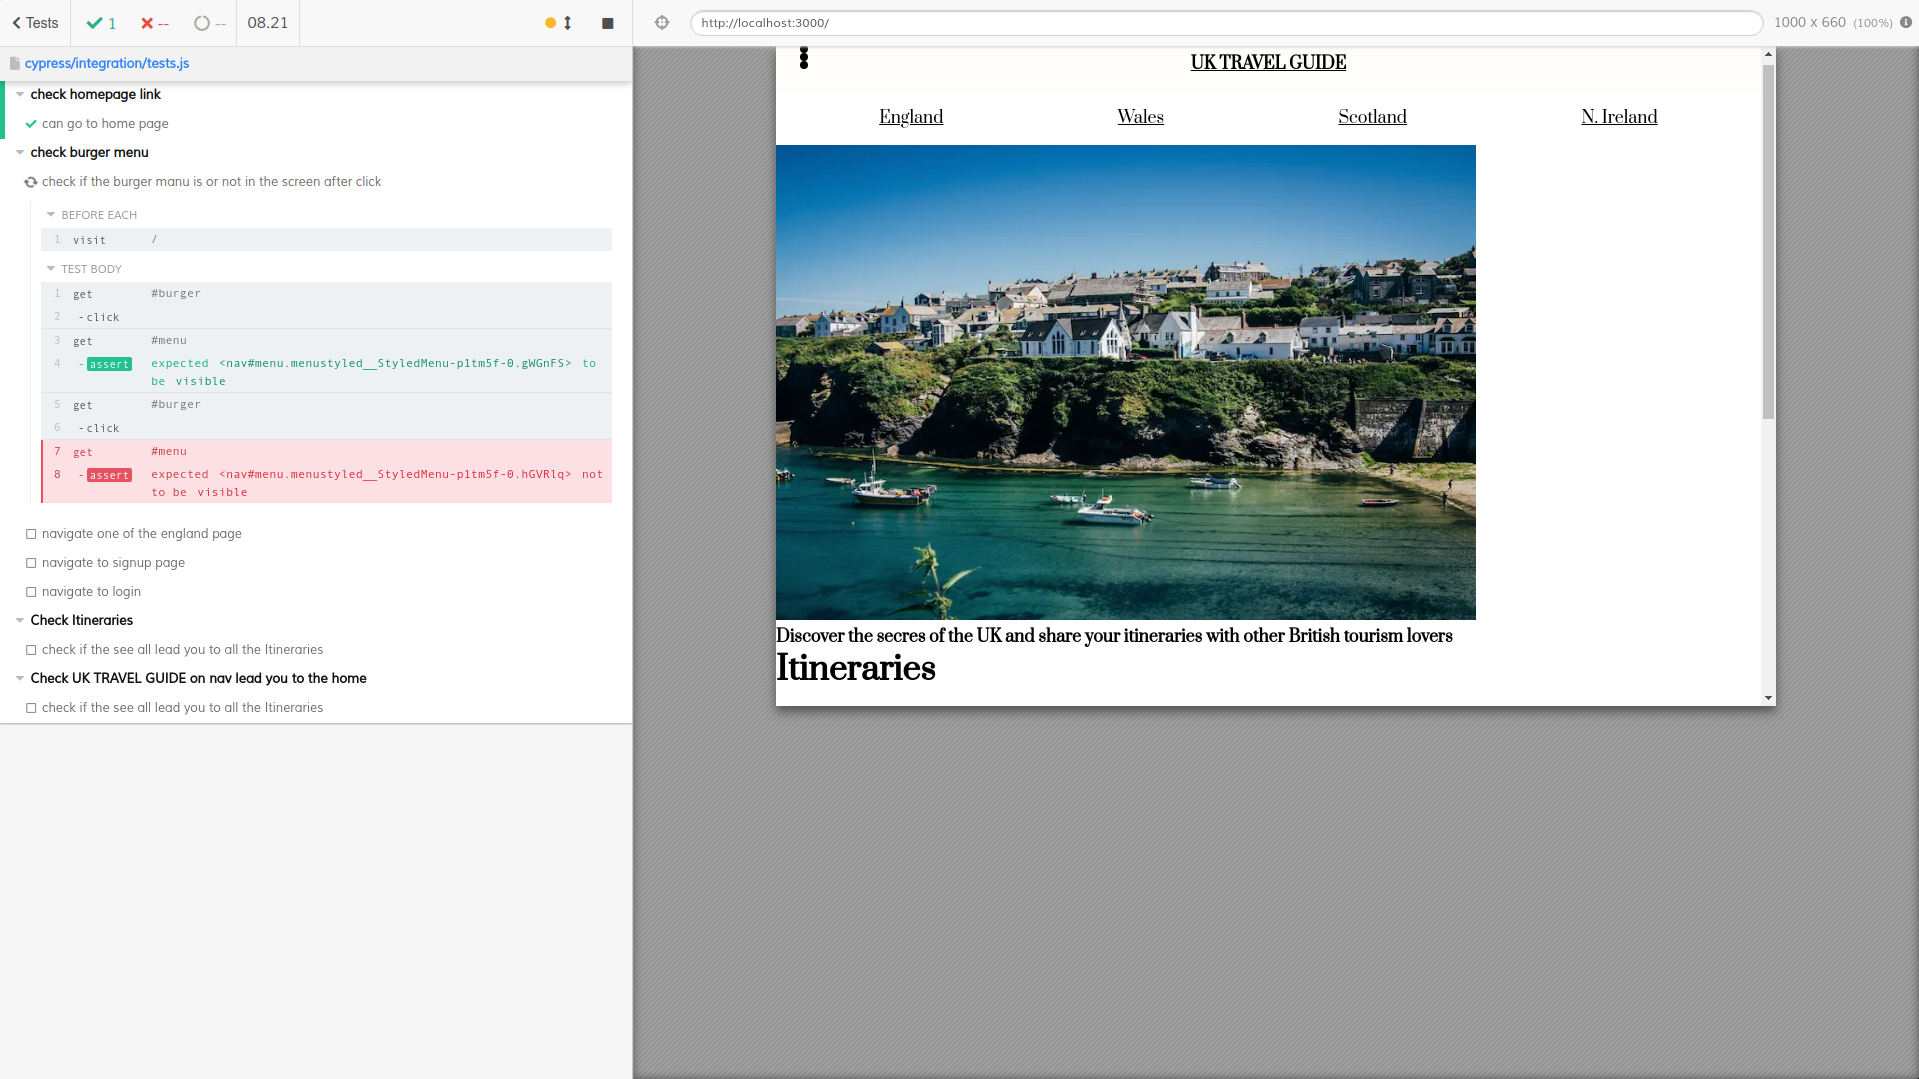 Tests
1
--
--
08.21
http://localhost:3000/
1000 x 660 (100%)
cypress/integration/tests.js
check homepage link
can go to home page
check burger menu
check if the burger manu is or not in the screen after click
BEFORE EACH
1 visit /
TEST BODY
1 get #burger
2 -click
3 get #menu
4 -assert expected <nav#menu.menustyled__StyledMenu-p1tm5f-0.gWGnFS> to
be visible
5 get #burger
6 -click
7 get #menu
8 -assert expected <nav#menu.menustyled__StyledMenu-p1tm5f-0.hGVRlq> not
to be visible
navigate one of the england page
navigate to signup page
navigate to login
Check Itineraries
check if the see all lead you to all the Itineraries
Check UK TRAVEL GUIDE on nav lead you to the home
check if the see all lead you to all the Itineraries
UK TRAVEL GUIDE
England Wales Scotland N. Ireland
Discover the secres of the UK and share your itineraries with other British tourism lovers
Itineraries